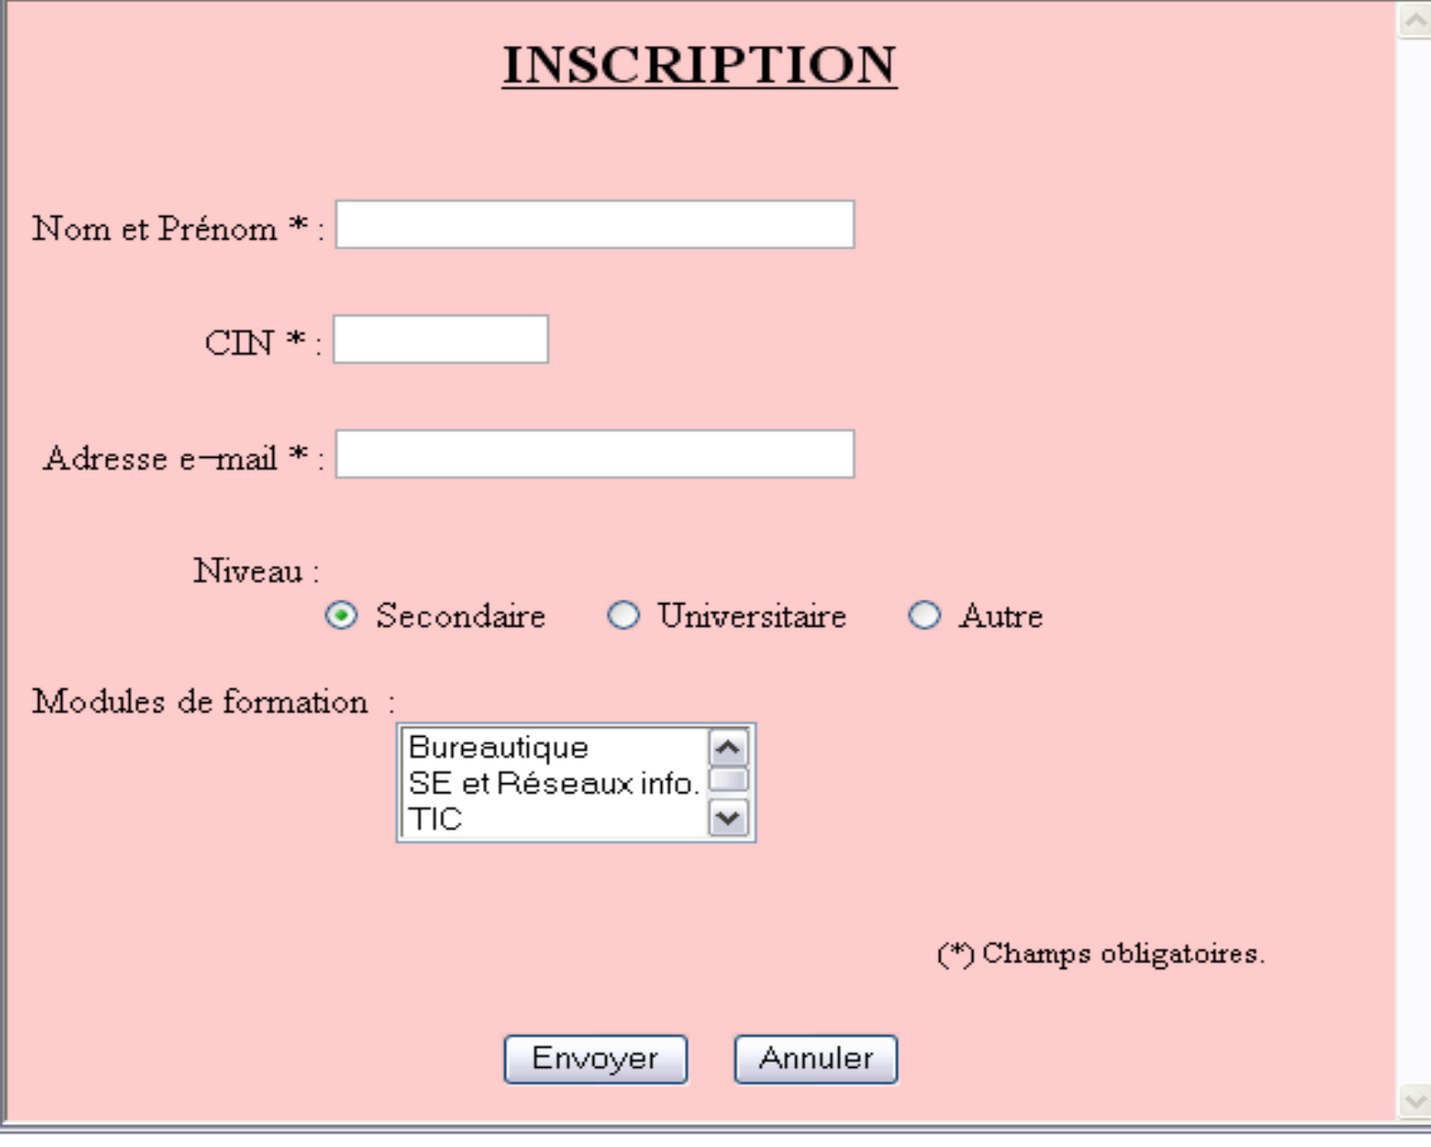 INSCRIPTION
Nom et Prénom * :
CIN * :
Adresse e-mail * :
Niveau :
Secondaire Universitaire Autre
Modules de formation :
Bureautique
SE et Réseaux info.
TIC
(*) Champs obligatoires.
Envoyer Annuler